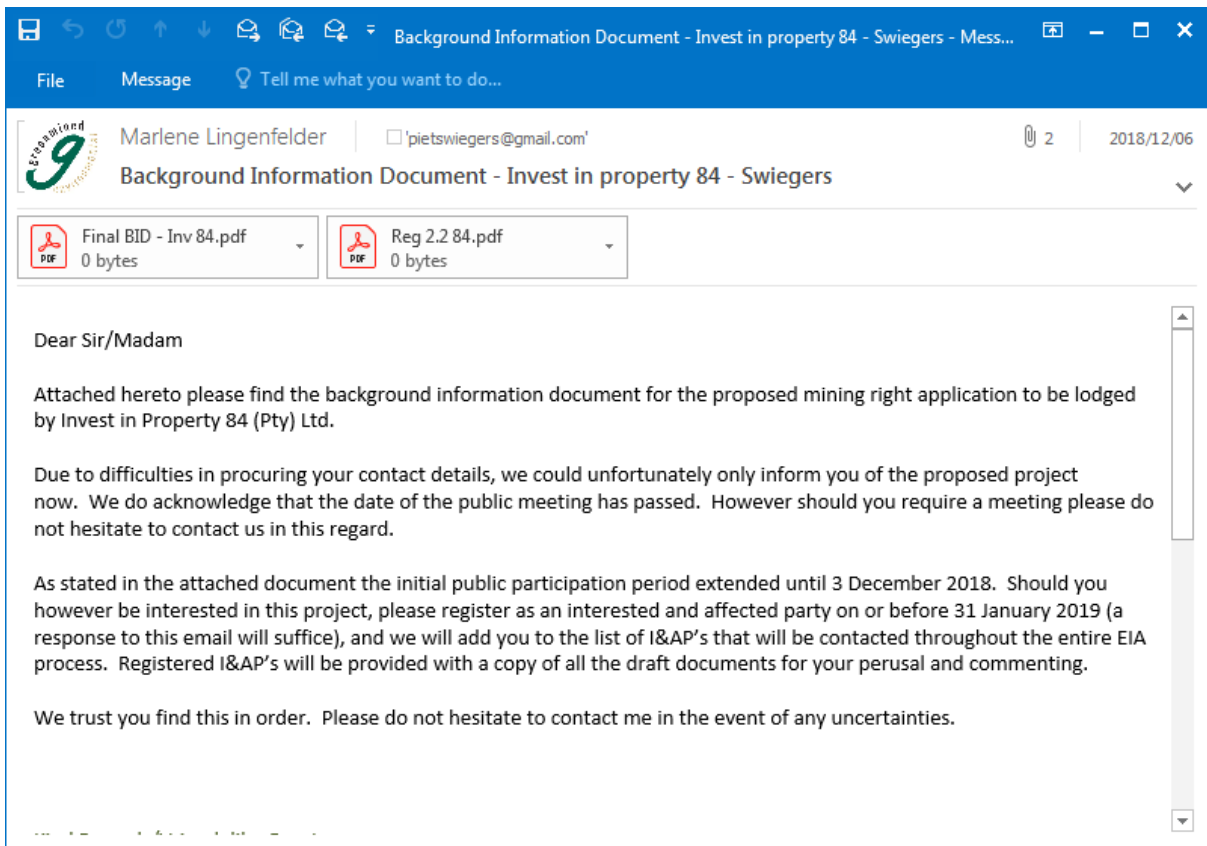 Background Information Document - Invest in property 84 - Swiegers - Mess...
File Message Tell me what you want to do...
greenmined
g
Marlene Lingenfelder 'pietswiegers@gmail.com' 2 2018/12/06
Background Information Document - Invest in property 84 - Swiegers
Final BID - Inv 84.pdf
0 bytes
PDF
Reg 2.2 84.pdf
0 bytes
PDF
Dear Sir/Madam
Attached hereto please find the background information document for the proposed mining right application to be lodged
by Invest in Property 84 (Pty) Ltd.
Due to difficulties in procuring your contact details, we could unfortunately only inform you of the proposed project
now.  We do acknowledge that the date of the public meeting has passed.  However should you require a meeting please do
not hesitate to contact us in this regard.
As stated in the attached document the initial public participation period extended until 3 December 2018.  Should you
however be interested in this project, please register as an interested and affected party on or before 31 January 2019 (a
response to this email will suffice), and we will add you to the list of I&AP's that will be contacted throughout the entire EIA
process.  Registered I&AP's will be provided with a copy of all the draft documents for your perusal and commenting.
We trust you find this in order.  Please do not hesitate to contact me in the event of any uncertainties.